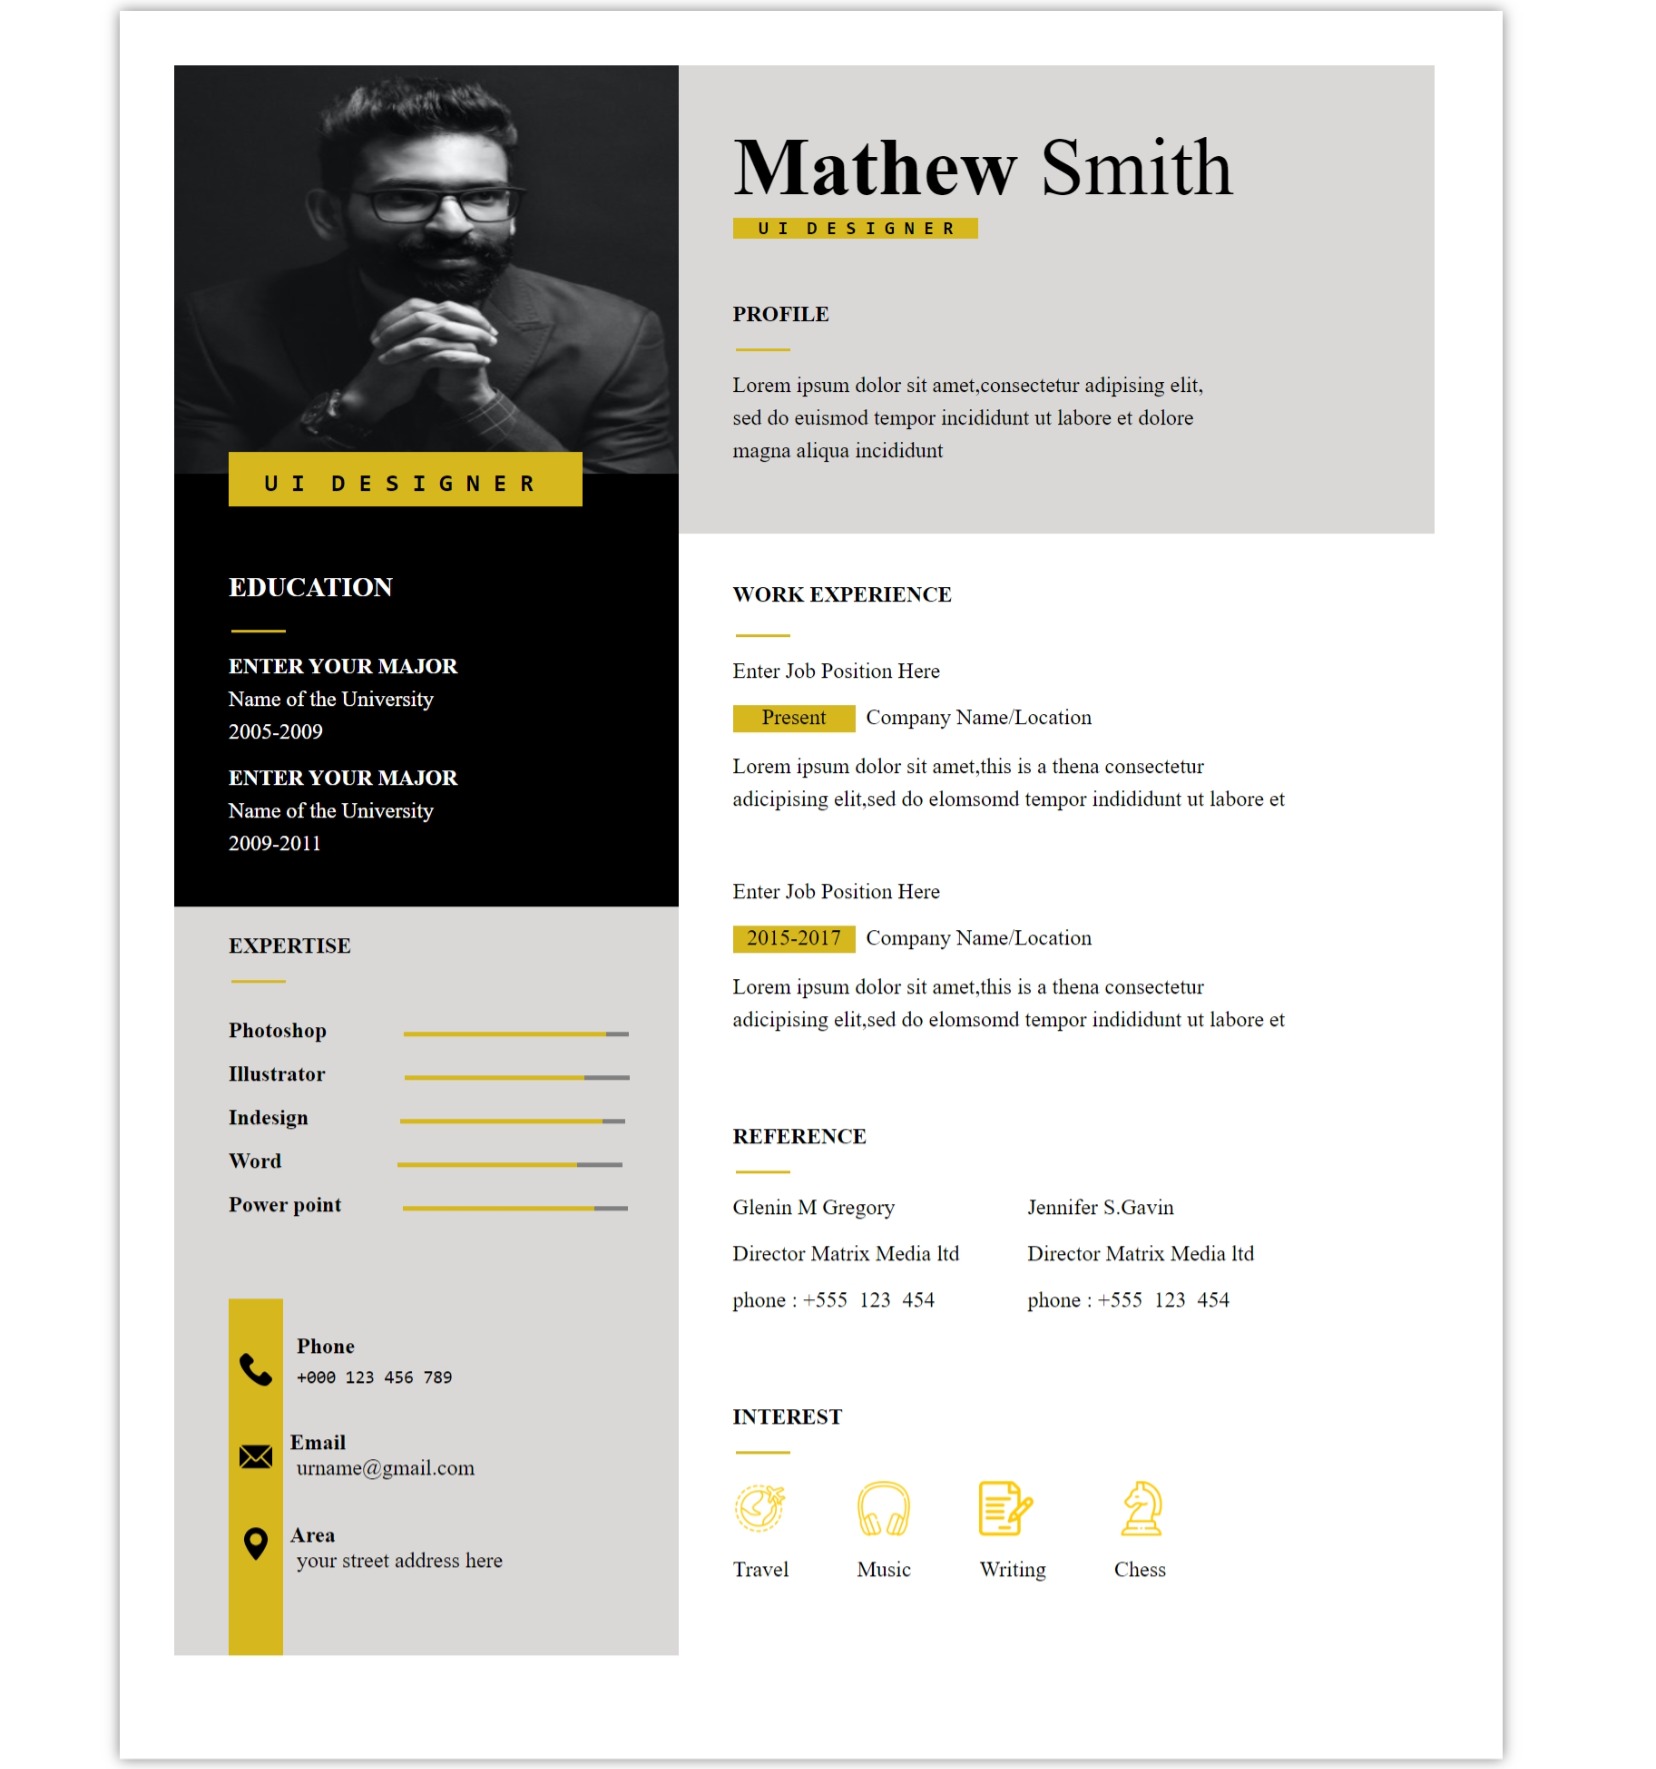 Mathew Smith
UI DESIGNER
PROFILE
Lorem ipsum dolor sit amet,consectetur adipising elit,
sed do euismod tempor incididunt ut labore et dolore
magna aliqua incididunt
UI DESIGNER
EDUCATION
ENTER YOUR MAJOR
Name of the University
2005-2009
ENTER YOUR MAJOR
Name of the University
2009-2011
EXPERTISE
Photoshop
Illustrator
Indesign
Word
Power point
Phone
+000 123 456 789
Email
urname@gmail.com
Area
your street address here
WORK EXPERIENCE
Enter Job Position Here
Present Company Name/Location
Lorem ipsum dolor sit amet,this is a thena consectetur
adicipising elit,sed do elomsomd tempor indididunt ut labore et
Enter Job Position Here
2015-2017 Company Name/Location
Lorem ipsum dolor sit amet,this is a thena consectetur
adicipising elit,sed do elomsomd tempor indididunt ut labore et
REFERENCE
Glenin M Gregory
Director Matrix Media ltd
phone : +555 123 454
Jennifer S.Gavin
Director Matrix Media ltd
phone : +555 123 454
INTEREST
Travel
Music
Writing
Chess